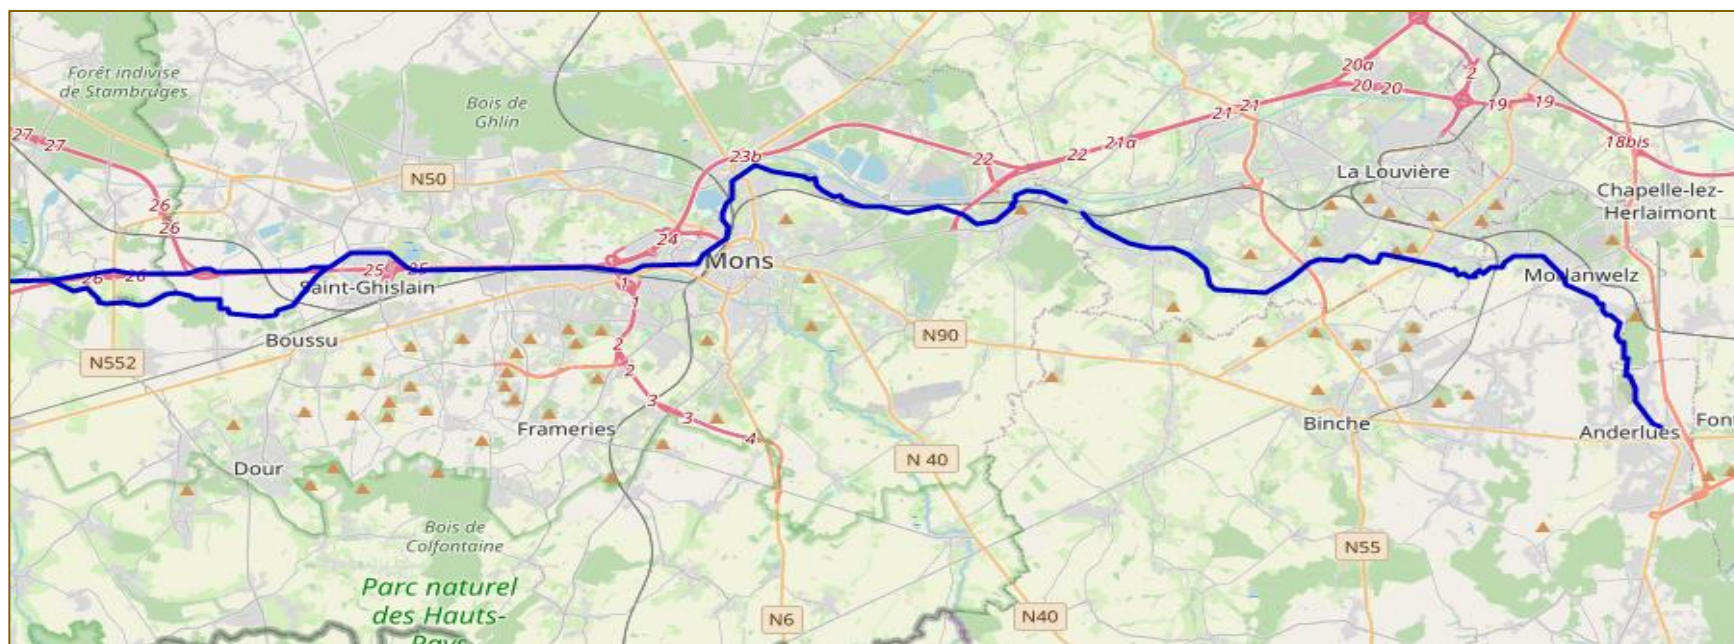 20a
2
Forêt indivise
de Stambruges
20
20
21
21
19
19
Bois de
Ghlin
27
27
21a
18bis
22
22
23b
La Louvière
N50
Chapelle-lez-
Herlaimont
26
26
24
Mons
25
25
26
26
Saint-Ghislain
1
1
N90
Boussu
2
2
N552
3
3
4
Binche
Frameries
Anderlues
Dour
N 40
Bois de
Colfontaine
N55
Parc naturel
des Hauts-
Pays
N6
N40